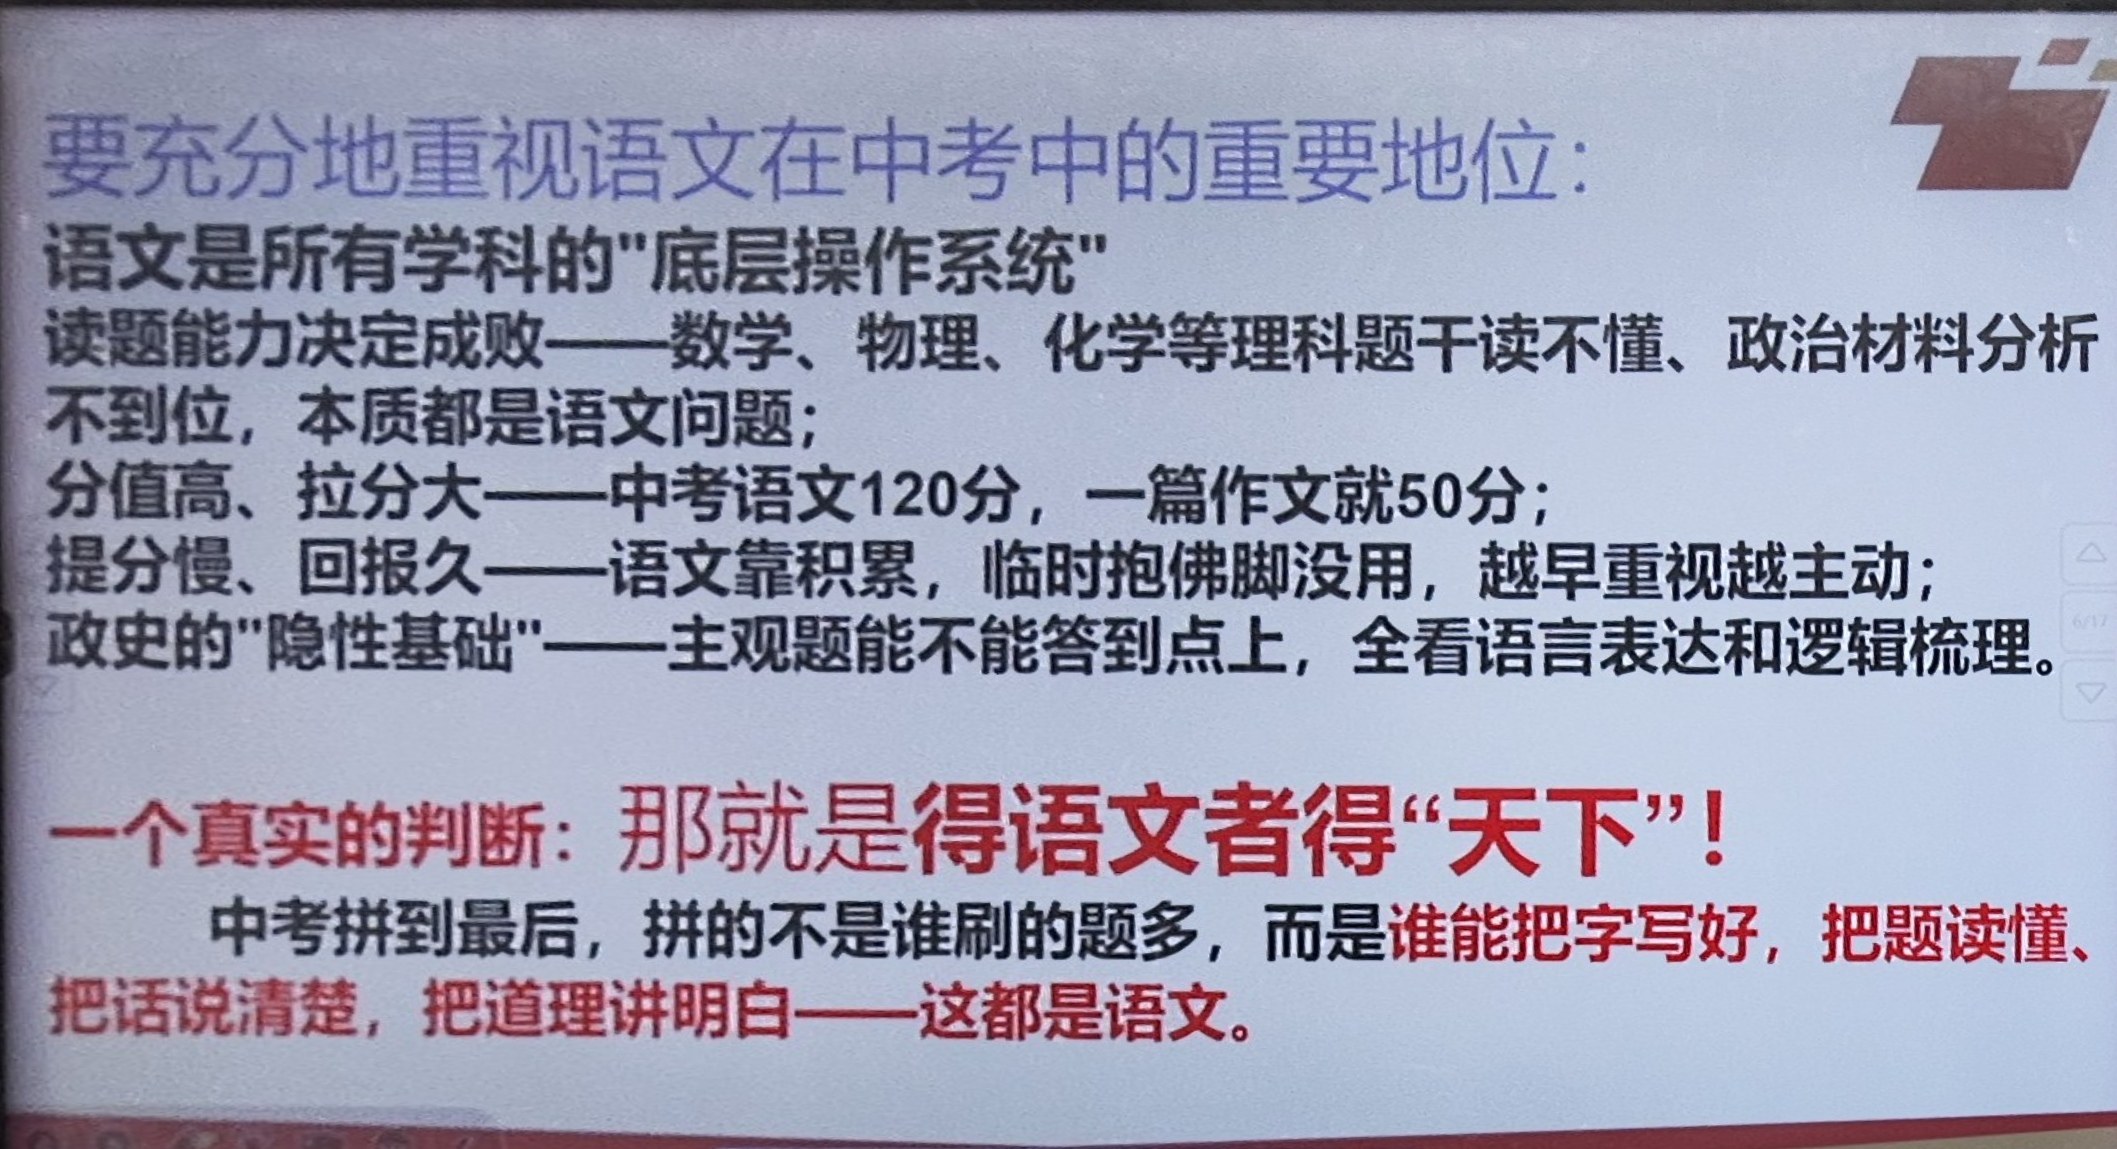 要充分地重视语文在中考中的重要地位：
语文是所有学科的"底层操作系统"
读题能力决定成败——数学、物理、化学等理科题干读不懂、政治材料分析
不到位，本质都是语文问题；
分值高、拉分大——中考语文120分，一篇作文就50分；
提分慢、回报久——语文靠积累，临时抱佛脚没用，越早重视越主动；
政史的"隐性基础"——主观题能不能答到点上，全看语言表达和逻辑梳理。
6/17
一个真实的判断：那就是得语文者得“天下”！
中考拼到最后，拼的不是谁刷的题多，而是谁能把字写好，把题读懂、
把话说清楚，把道理讲明白——这都是语文。